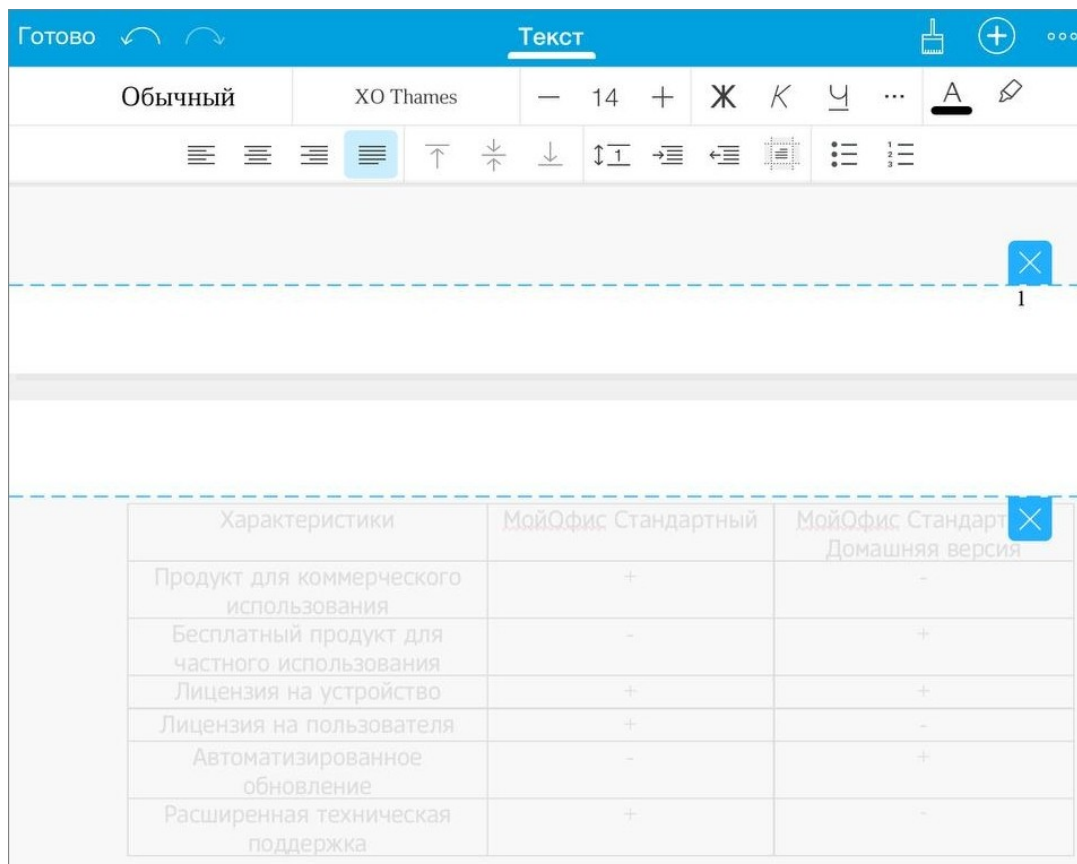 Готово
Текст
Обычный XO Thames 14 Ж К Ч ... А
1
1
Характеристики МойОфис Стандартный МойОфис Стандарт
Домашняя версия
Продукт для коммерческого + -
использования
Бесплатный продукт для - +
частного использования
Лицензия на устройство + +
Лицензия на пользователя + -
Автоматизированное - +
обновление
Расширенная техническая + -
поддержка